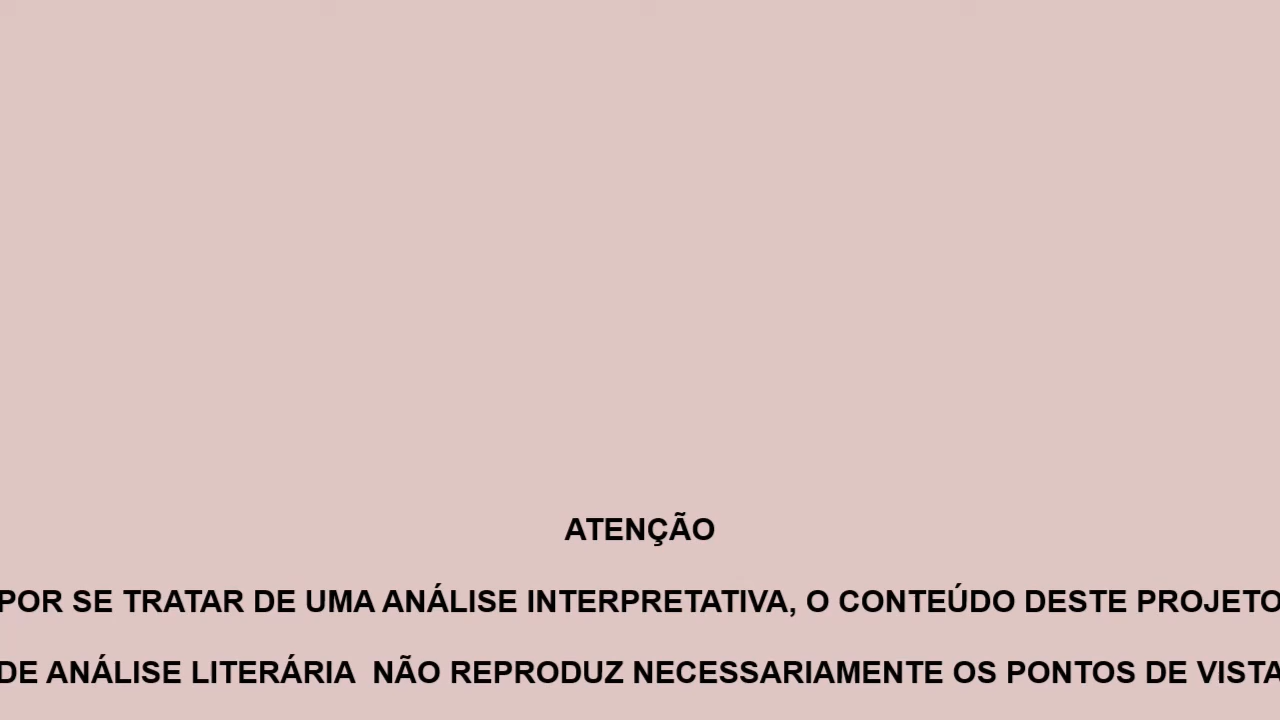 ATENÇÃO
POR SE TRATAR DE UMA ANÁLISE INTERPRETATIVA, O CONTEÚDO DESTE PROJETO
DE ANÁLISE LITERÁRIA NÃO REPRODUZ NECESSARIAMENTE OS PONTOS DE VISTA